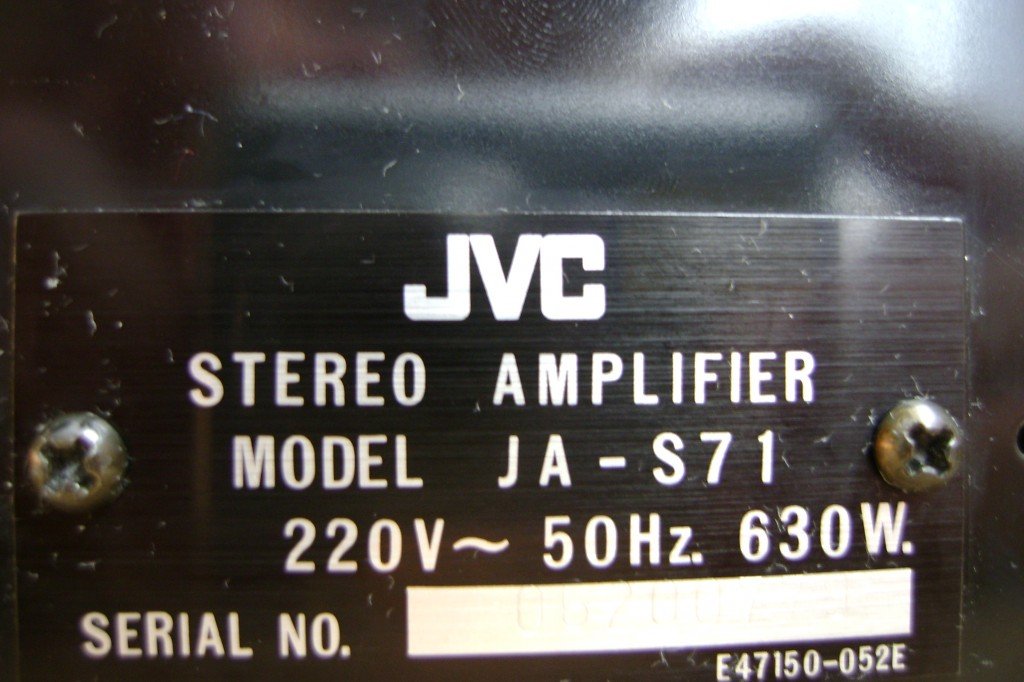 JVC
STEREO AMPLIFIER
MODEL JA-S71
220V~ 50Hz. 630W.
SERIAL NO.
E47150-052E